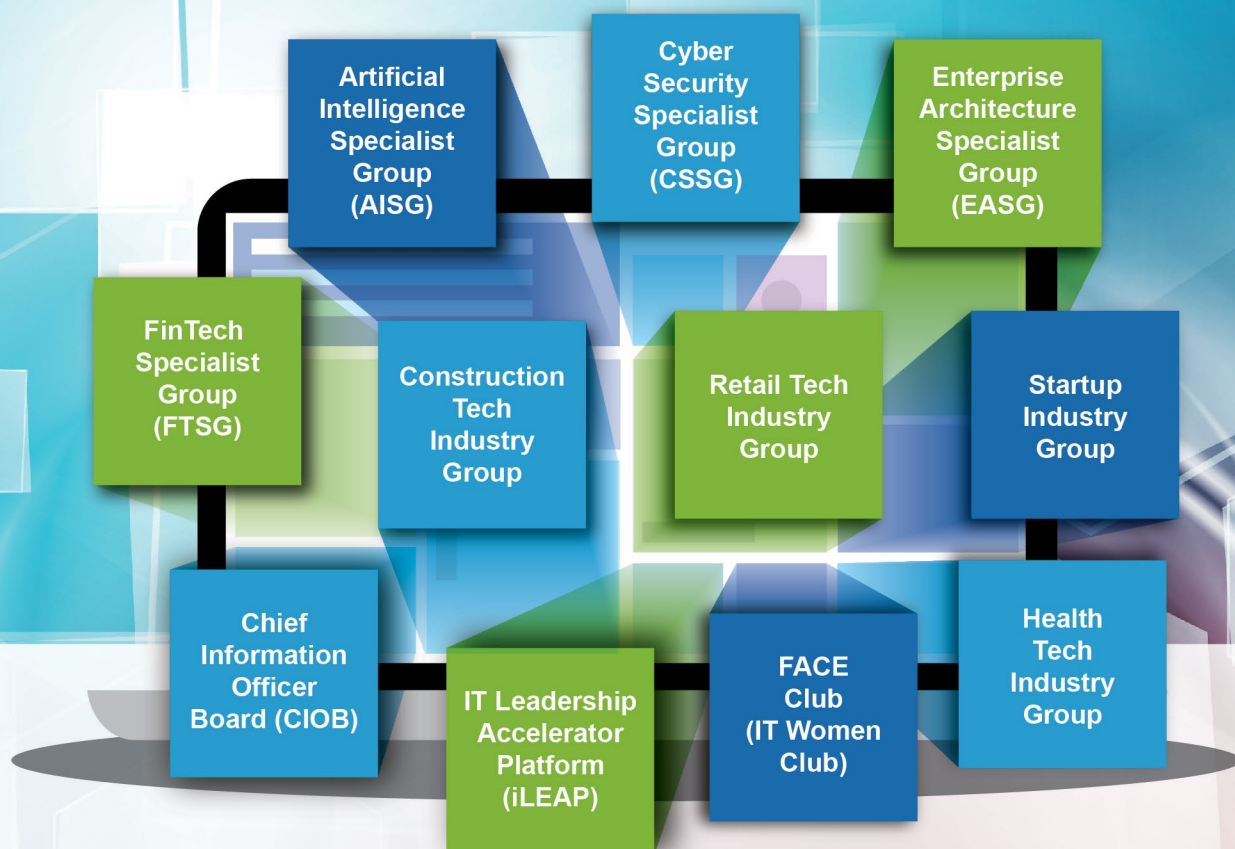 Artificial
Intelligence
Specialist
Group
(AISG)
Cyber
Security
Specialist
Group
(CSSG)
Enterprise
Architecture
Specialist
Group
(EASG)
FinTech
Specialist
Group
(FTSG)
Construction
Tech
Industry
Group
Retail Tech
Industry
Group
Startup
Industry
Group
Chief
Information
Officer
Board (CIOB)
IT Leadership
Accelerator
Platform
(iLEAP)
FACE
Club
(IT Women
Club)
Health
Tech
Industry
Group